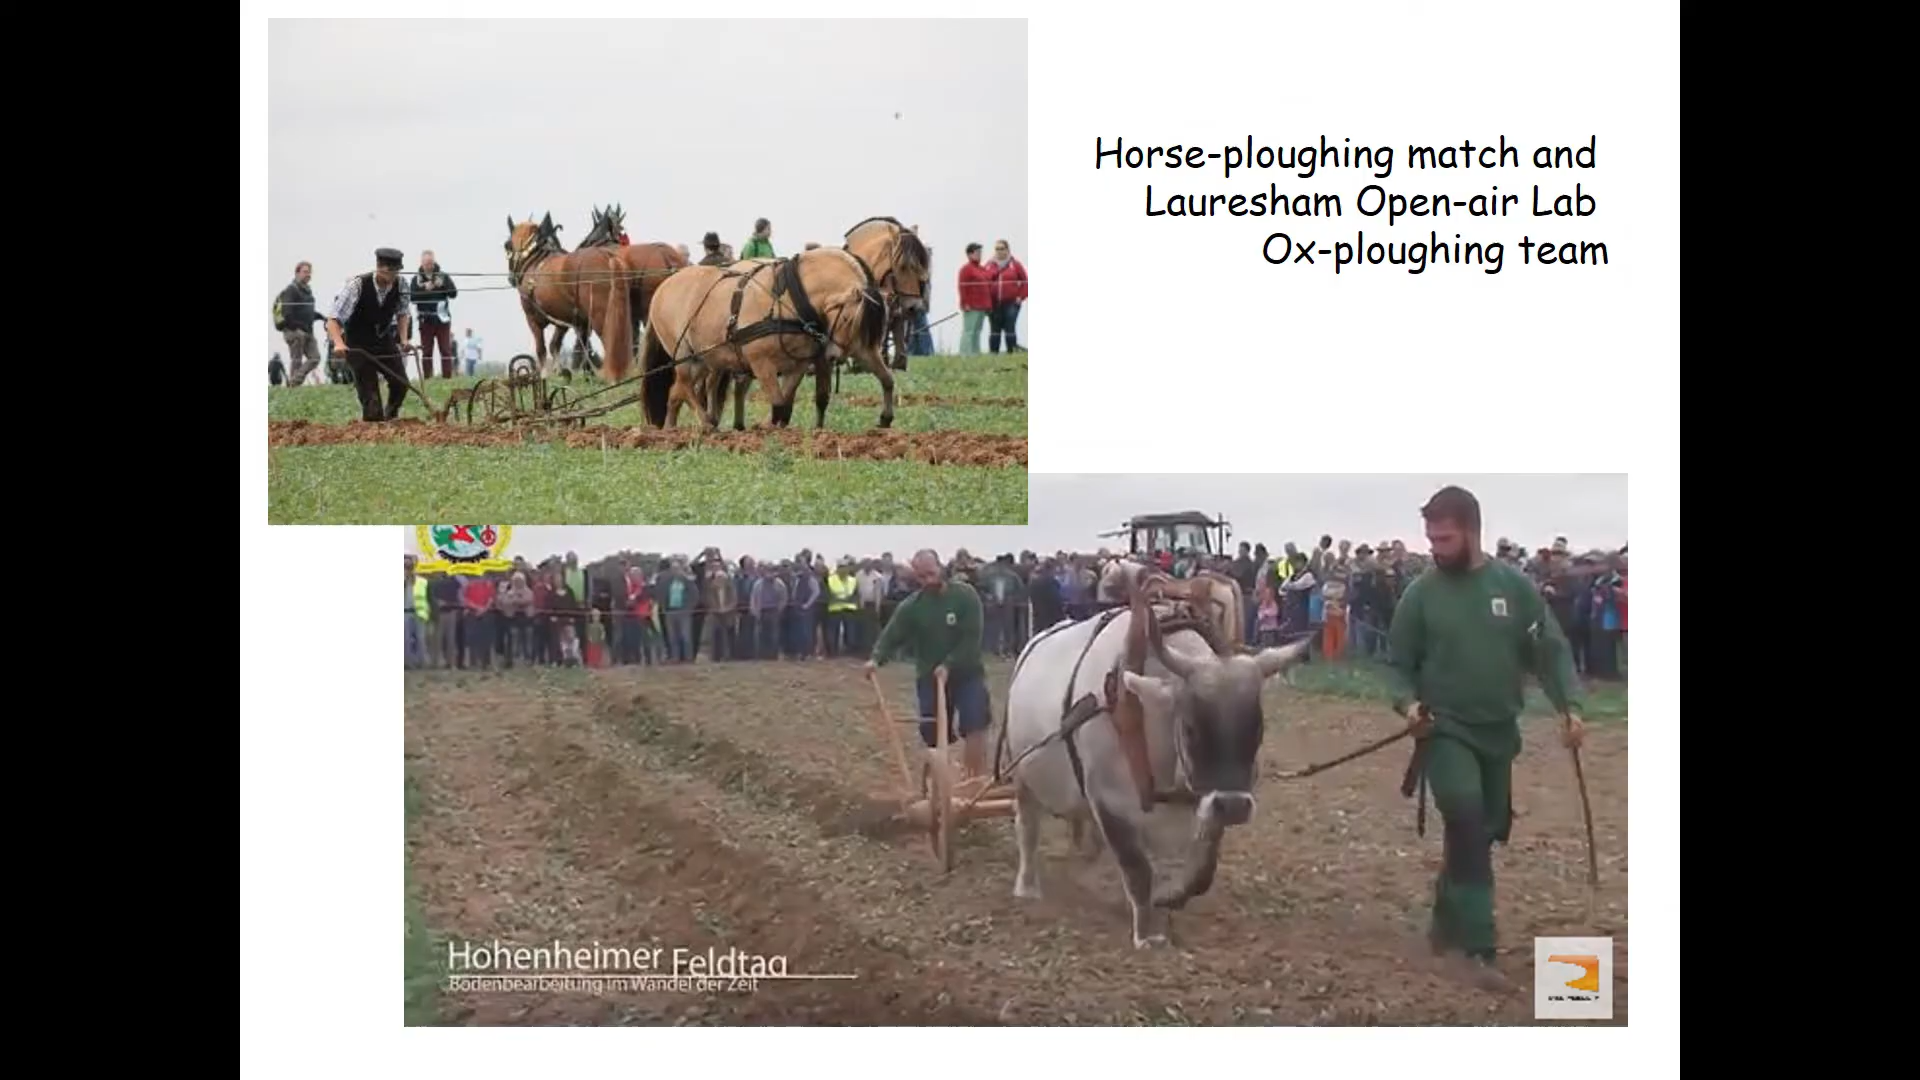 Horse-ploughing match and
Lauresham Open-air Lab
Ox-ploughing team
Hohenheimer Feldtag
Bodenbearbeitung im Wandel der Zeit